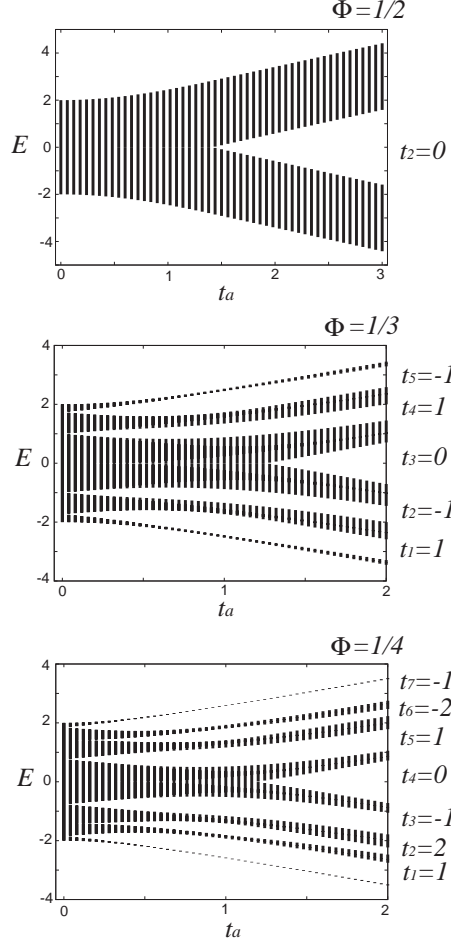 Φ=1/2
4
2
E
0
t₂=0
-2
-4
0
1
2
3
tₐ
Φ=1/3
4
t₅=-1
2
t₄=1
E
0
t₃=0
-2
t₂=-1
t₁=1
-4
0
1
2
tₐ
Φ=1/4
4
t₇=-1
t₆=-2
2
t₅=1
E
0
t₄=0
t₃=-1
-2
t₂=2
t₁=1
-4
0
1
2
tₐ